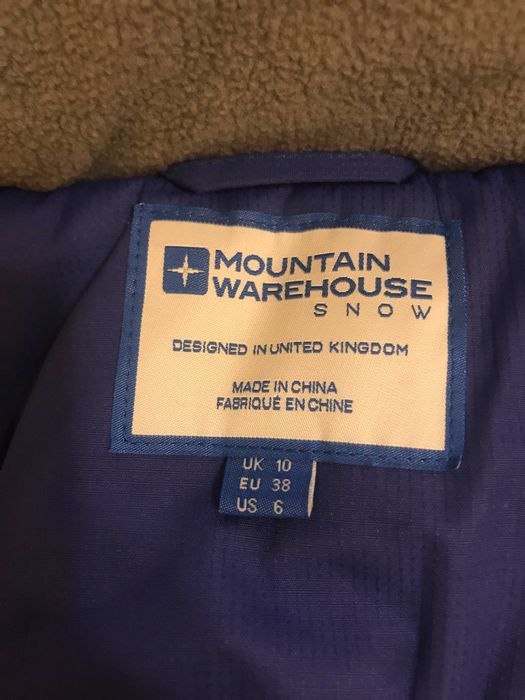 MOUNTAIN
WAREHOUSE
SNOW
DESIGNED IN UNITED KINGDOM
MADE IN CHINA
FABRIQUÉ EN CHINE
UK 10
EU 38
US 6